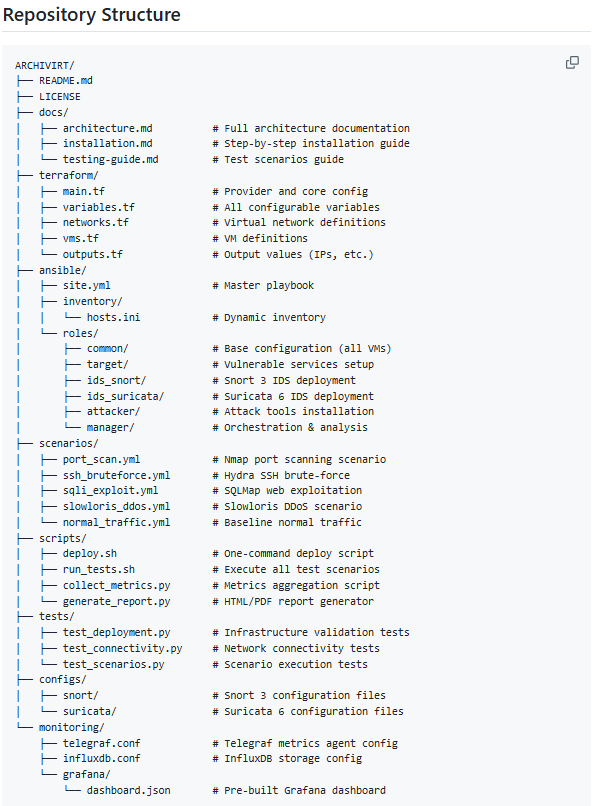 Repository Structure
ARCHIVIRT/
├── README.md
├── LICENSE
├── docs/
│   ├── architecture.md          # Full architecture documentation
│   ├── installation.md          # Step-by-step installation guide
│   └── testing-guide.md         # Test scenarios guide
├── terraform/
│   ├── main.tf                  # Provider and core config
│   ├── variables.tf             # All configurable variables
│   ├── networks.tf              # Virtual network definitions
│   ├── vms.tf                   # VM definitions
│   └── outputs.tf               # Output values (IPs, etc.)
├── ansible/
│   ├── site.yml                 # Master playbook
│   ├── inventory/
│   │   └── hosts.ini            # Dynamic inventory
│   └── roles/
│       ├── common/              # Base configuration (all VMs)
│       ├── target/              # Vulnerable services setup
│       ├── ids_snort/           # Snort 3 IDS deployment
│       ├── ids_suricata/        # Suricata 6 IDS deployment
│       ├── attacker/            # Attack tools installation
│       └── manager/             # Orchestration & analysis
├── scenarios/
│   ├── port_scan.yml            # Nmap port scanning scenario
│   ├── ssh_bruteforce.yml       # Hydra SSH brute-force
│   ├── sqli_exploit.yml         # SQLMap web exploitation
│   ├── slowloris_ddos.yml       # Slowloris DDoS scenario
│   └── normal_traffic.yml       # Baseline normal traffic
├── scripts/
│   ├── deploy.sh                # One-command deploy script
│   ├── run_tests.sh             # Execute all test scenarios
│   ├── collect_metrics.py       # Metrics aggregation script
│   └── generate_report.py       # HTML/PDF report generator
├── tests/
│   ├── test_deployment.py       # Infrastructure validation tests
│   ├── test_connectivity.py     # Network connectivity tests
│   └── test_scenarios.py        # Scenario execution tests
├── configs/
│   ├── snort/                   # Snort 3 configuration files
│   └── suricata/                # Suricata 6 configuration files
└── monitoring/
    ├── telegraf.conf            # Telegraf metrics agent config
    ├── influxdb.conf            # InfluxDB storage config
    └── grafana/
        └── dashboard.json       # Pre-built Grafana dashboard